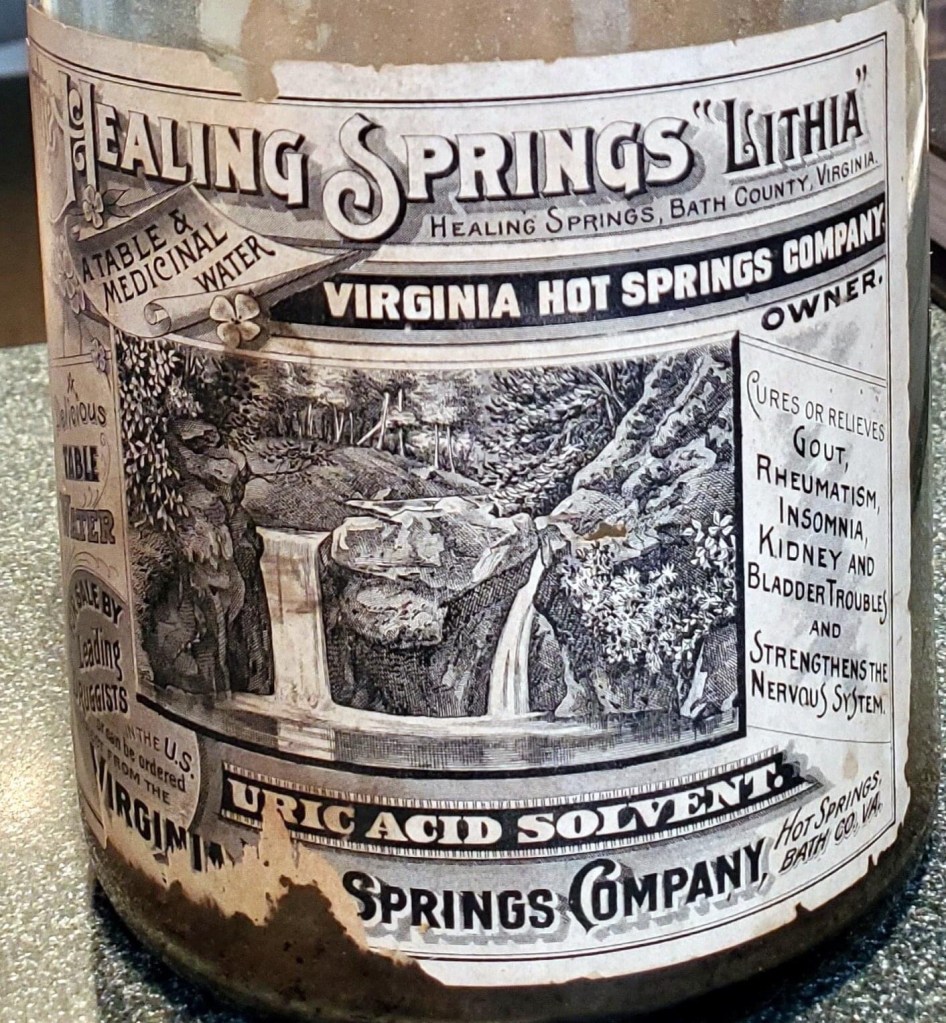 HEALING SPRINGS "LITHIA"
HEALING SPRINGS, BATH COUNTY, VIRGINIA.
A TABLE &
MEDICINAL
WATER
VIRGINIA HOT SPRINGS COMPANY
OWNER.
A
Delicious
TABLE
WATER
SALE BY
Leading
DRUGGISTS
IN THE U.S.
or can be ordered
FROM THE
VIRGINIA
CURES OR RELIEVES
GOUT,
RHEUMATISM,
INSOMNIA,
KIDNEY AND
BLADDER TROUBLES
AND
STRENGTHENS THE
NERVOUS SYSTEM.
URIC ACID SOLVENT.
SPRINGS COMPANY,
HOT SPRINGS,
BATH CO., VA.